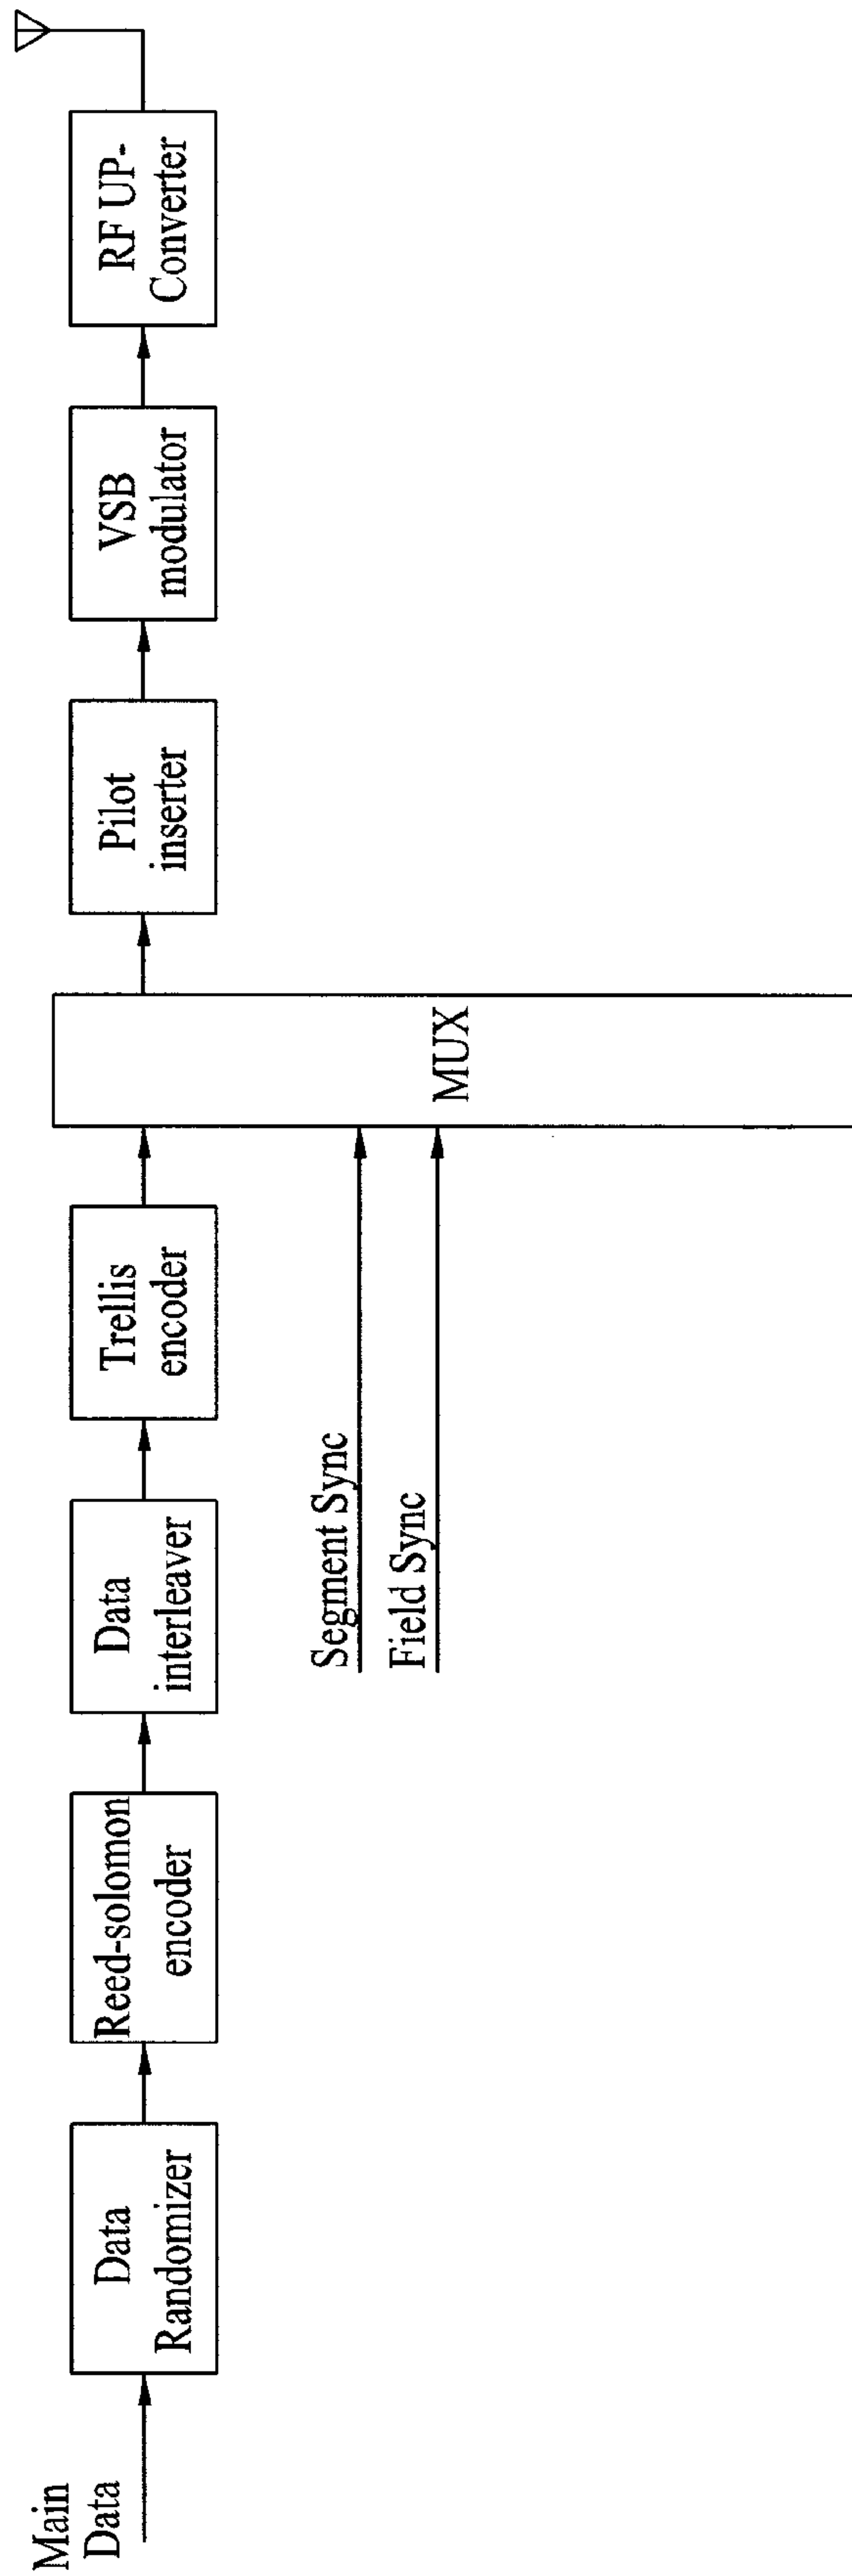 Main
Data
Data
Randomizer
Reed-solomon
encoder
Data
interleaver
Trellis
encoder
Segment Sync
Field Sync
MUX
Pilot
inserter
VSB
modulator
RF UP-
Converter